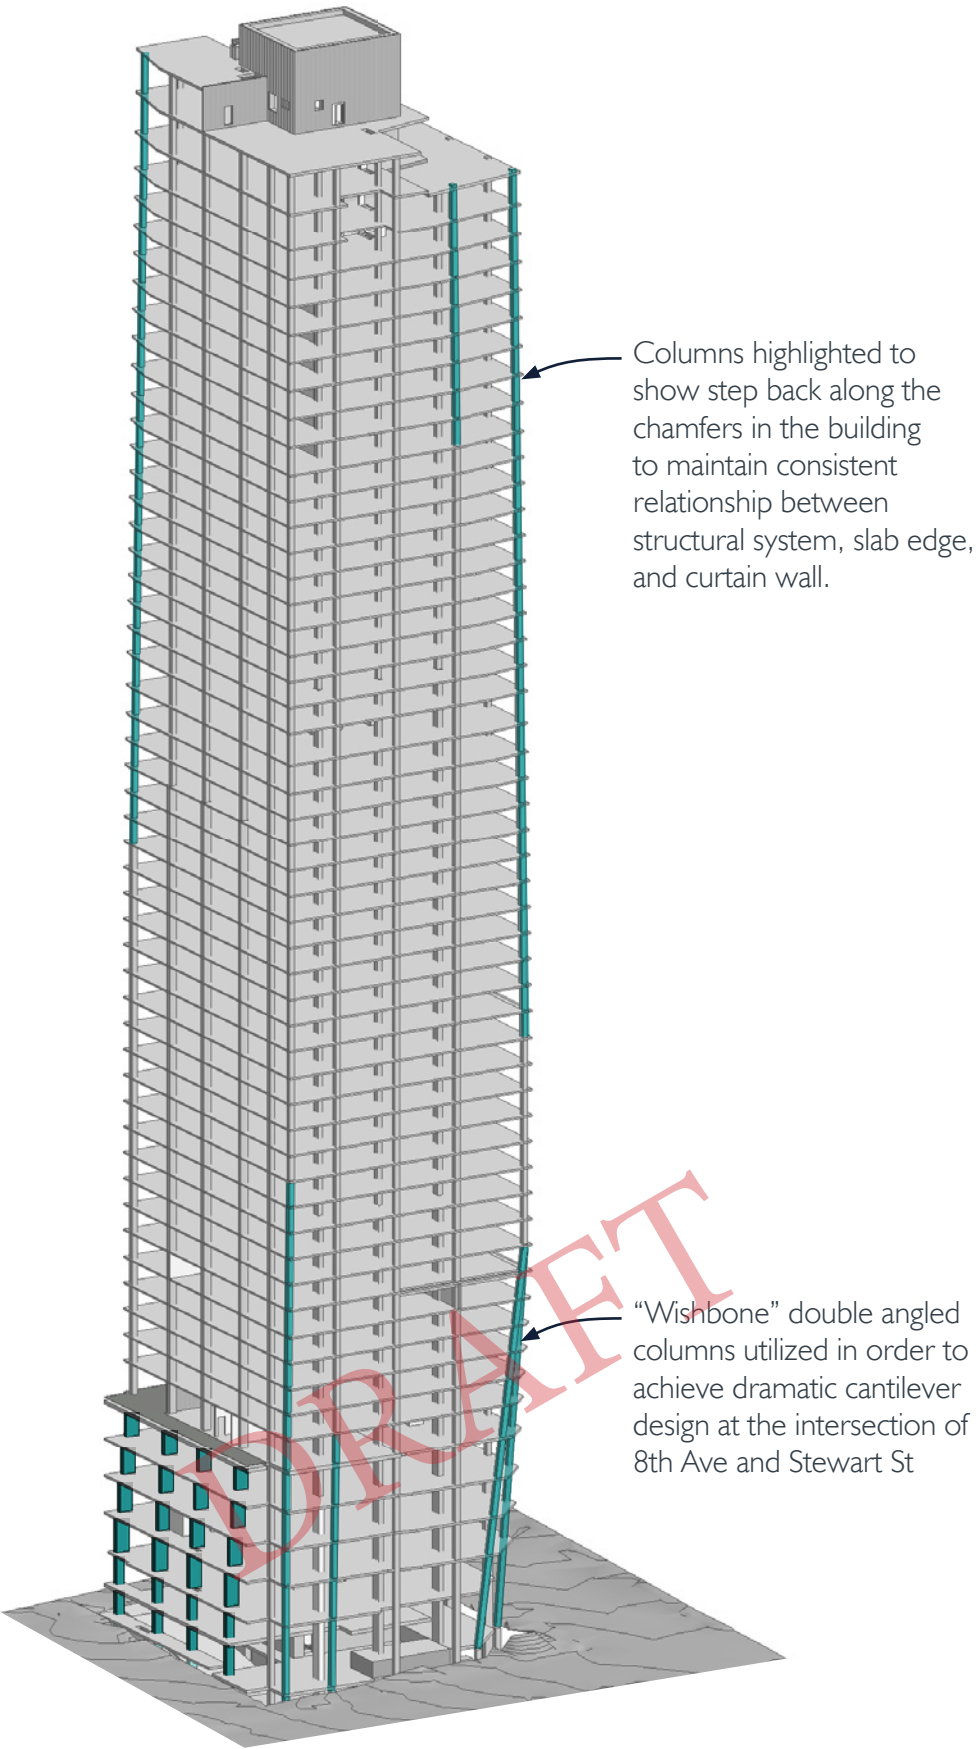 Columns highlighted to
show step back along the
chamfers in the building
to maintain consistent
relationship between
structural system, slab edge,
and curtain wall.
DRAFT
“Wishbone” double angled
columns utilized in order to
achieve dramatic cantilever
design at the intersection of
8th Ave and Stewart St